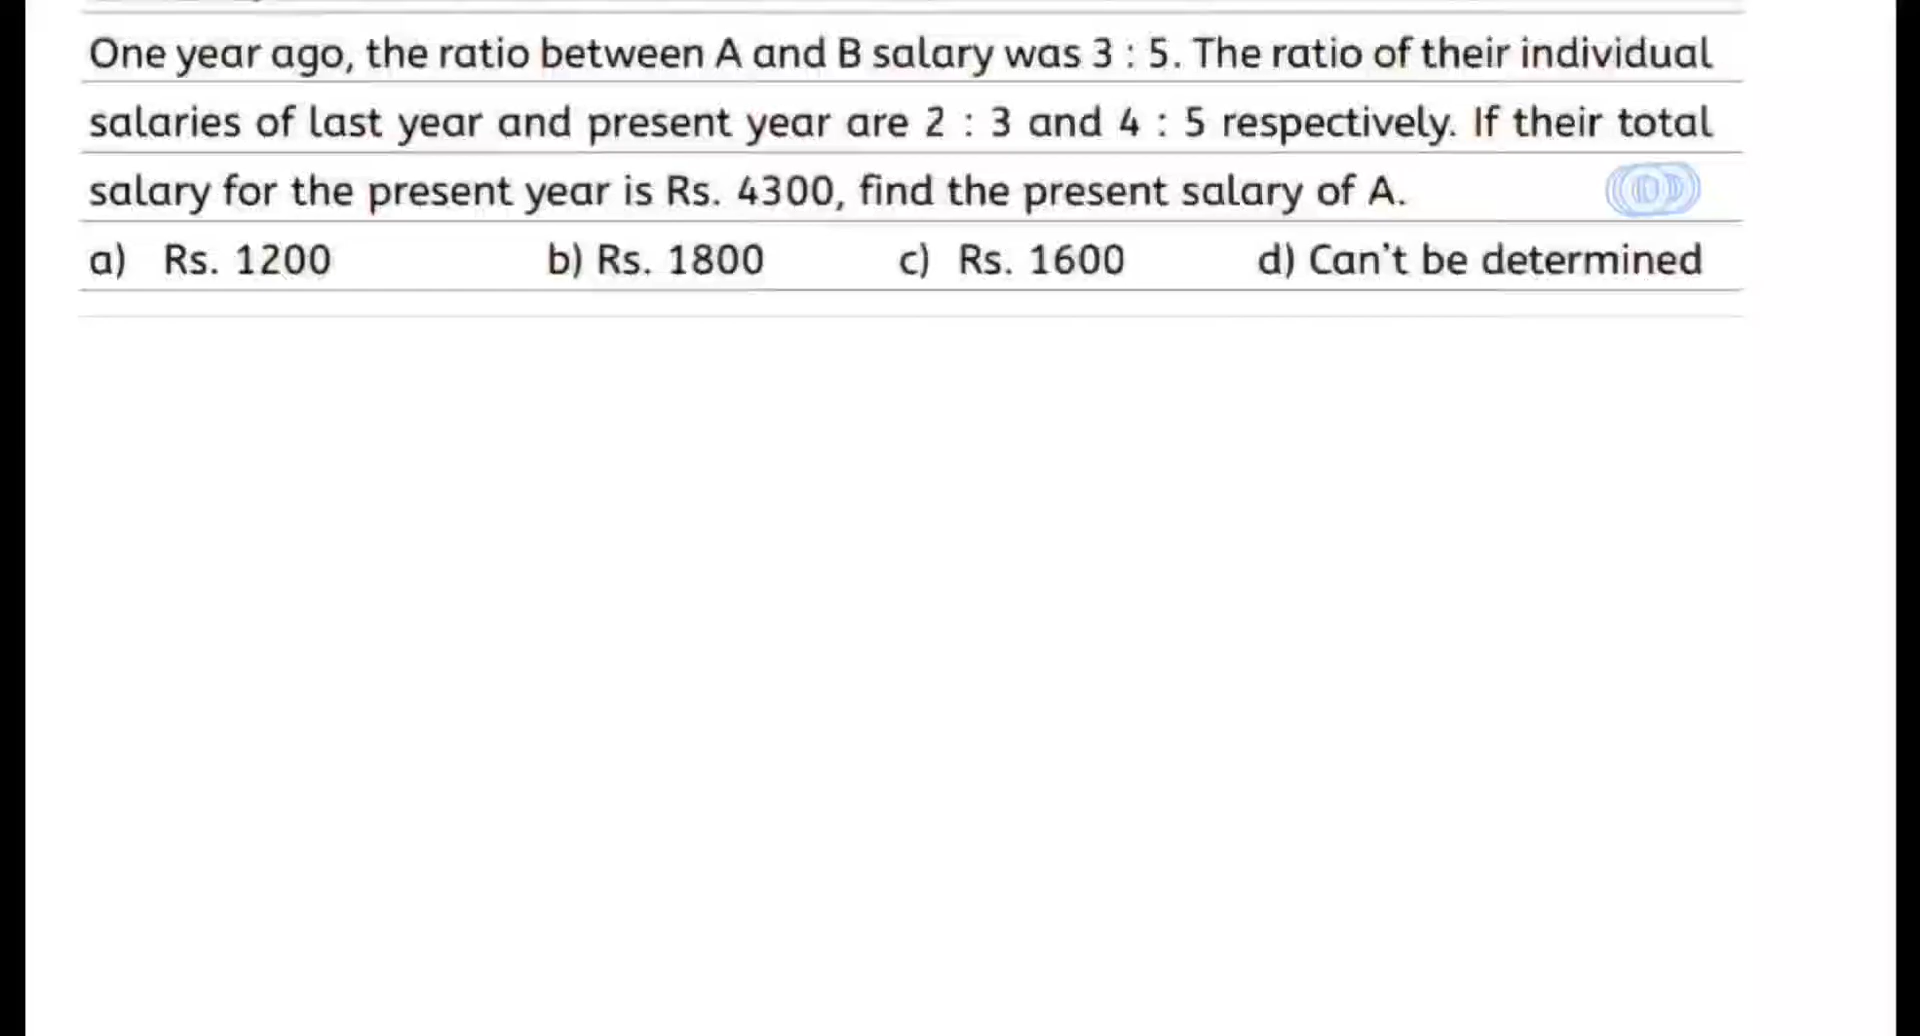 One year ago, the ratio between A and B salary was 3 : 5. The ratio of their individual
salaries of last year and present year are 2 : 3 and 4 : 5 respectively. If their total
salary for the present year is Rs. 4300, find the present salary of A.
a) Rs. 1200 b) Rs. 1800 c) Rs. 1600 d) Can't be determined